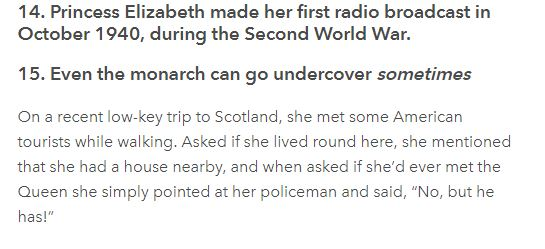 14. Princess Elizabeth made her first radio broadcast in
October 1940, during the Second World War.
15. Even the monarch can go undercover sometimes
On a recent low-key trip to Scotland, she met some American
tourists while walking. Asked if she lived round here, she mentioned
that she had a house nearby, and when asked if she’d ever met the
Queen she simply pointed at her policeman and said, “No, but he
has!”